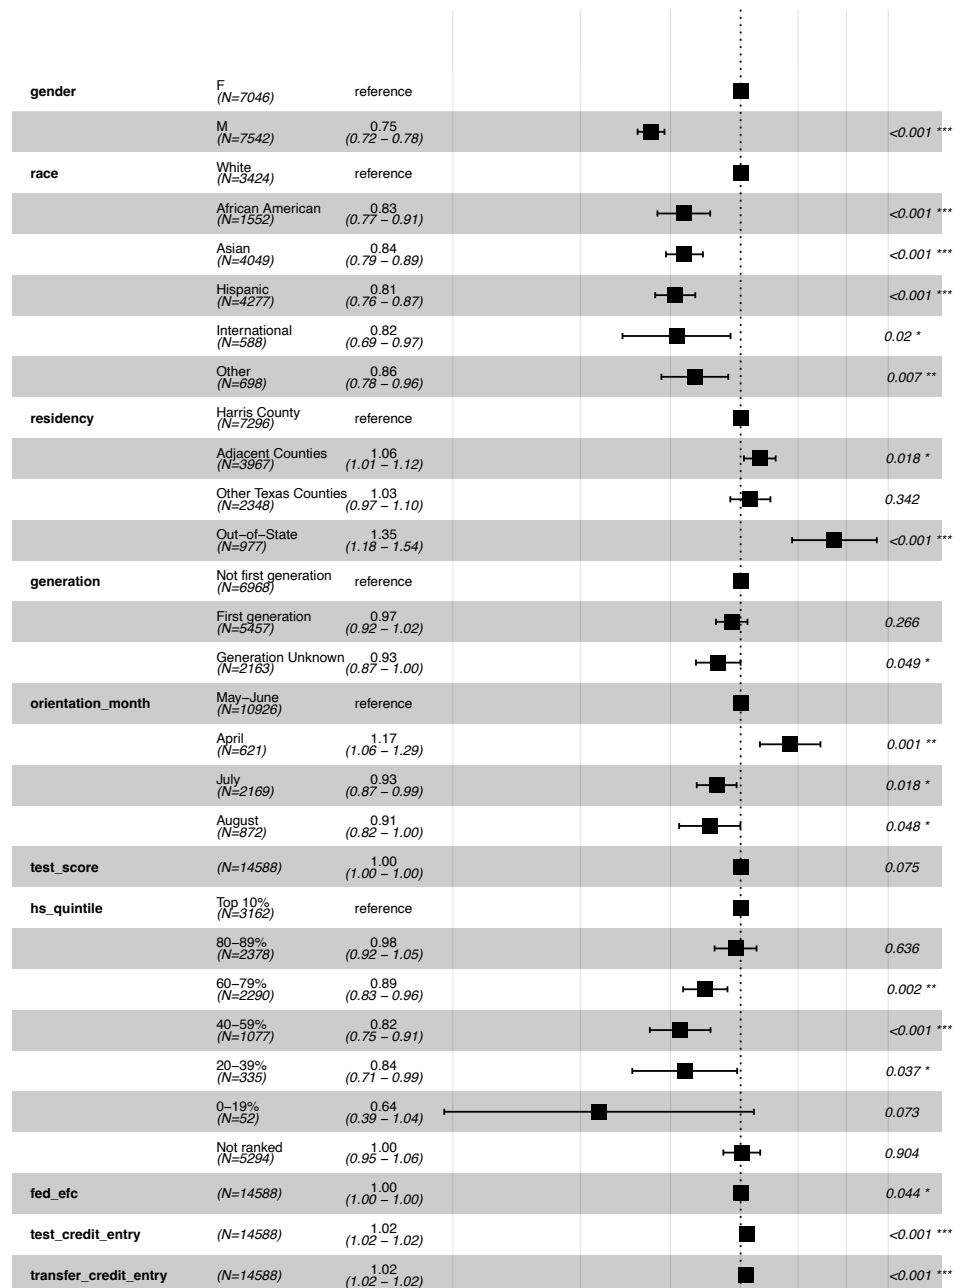 gender F reference
(N=7046)
M 0.75 <0.001 ***
(N=7542) (0.72 – 0.78)
race White reference
(N=3424)
African American 0.83 <0.001 ***
(N=1552) (0.77 – 0.91)
Asian 0.84 <0.001 ***
(N=4049) (0.79 – 0.89)
Hispanic 0.81 <0.001 ***
(N=4277) (0.76 – 0.87)
International 0.82 0.02 *
(N=588) (0.69 – 0.97)
Other 0.86 0.007 **
(N=698) (0.78 – 0.96)
residency Harris County reference
(N=7296)
Adjacent Counties 1.06 0.018 *
(N=3967) (1.01 – 1.12)
Other Texas Counties 1.03 0.342
(N=2348) (0.97 – 1.10)
Out–of–State 1.35 <0.001 ***
(N=977) (1.18 – 1.54)
generation Not first generation reference
(N=6968)
First generation 0.97 0.266
(N=5457) (0.92 – 1.02)
Generation Unknown 0.93 0.049 *
(N=2163) (0.87 – 1.00)
orientation_month May–June reference
(N=10926)
April 1.17 0.001 **
(N=621) (1.06 – 1.29)
July 0.93 0.018 *
(N=2169) (0.87 – 0.99)
August 0.91 0.048 *
(N=872) (0.82 – 1.00)
test_score (N=14588) 1.00 0.075
(1.00 – 1.00)
hs_quintile Top 10% reference
(N=3162)
80–89% 0.98 0.636
(N=2378) (0.92 – 1.05)
60–79% 0.89 0.002 **
(N=2290) (0.83 – 0.96)
40–59% 0.82 <0.001 ***
(N=1077) (0.75 – 0.91)
20–39% 0.84 0.037 *
(N=335) (0.71 – 0.99)
0–19% 0.64 0.073
(N=52) (0.39 – 1.04)
Not ranked 1.00 0.904
(N=5294) (0.95 – 1.06)
fed_efc (N=14588) 1.00 0.044 *
(1.00 – 1.00)
test_credit_entry (N=14588) 1.02 <0.001 ***
(1.02 – 1.02)
transfer_credit_entry (N=14588) 1.02 <0.001 ***
(1.02 – 1.02)